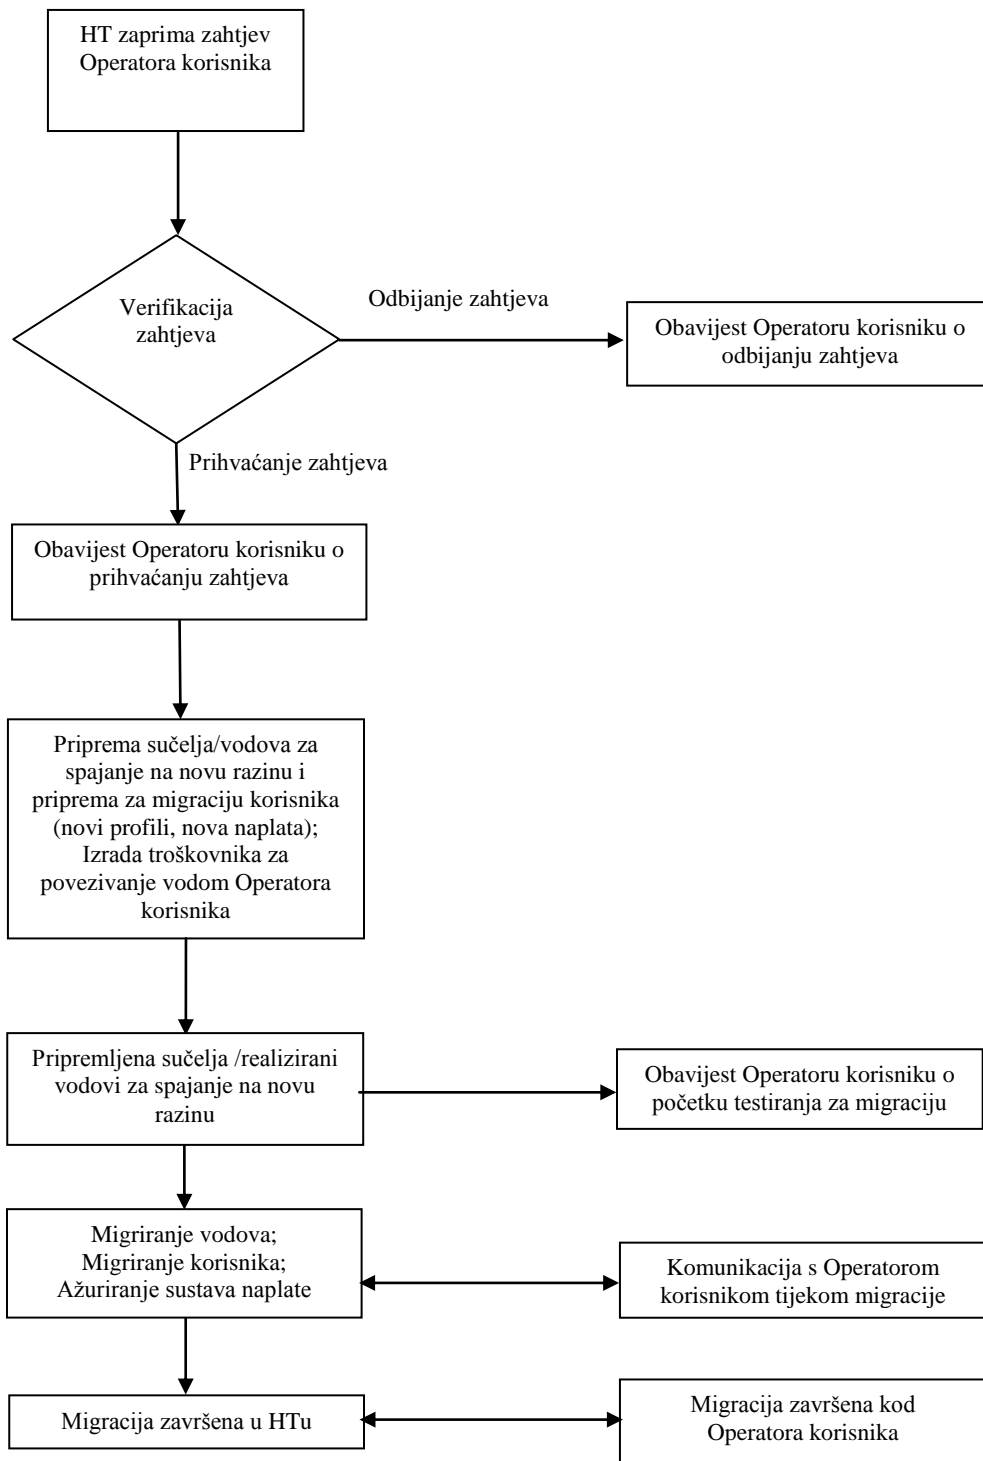 HT zaprima zahtjev
Operatora korisnika
Verifikacija
zahtjeva
Odbijanje zahtjeva
Obavijest Operatoru korisniku o
odbijanju zahtjeva
Prihvaćanje zahtjeva
Obavijest Operatoru korisniku o
prihvaćanju zahtjeva
Priprema sučelja/vodova za
spajanje na novu razinu i
priprema za migraciju korisnika
(novi profili, nova naplata);
Izrada troškovnika za
povezivanje vodom Operatora
korisnika
Pripremljena sučelja /realizirani
vodovi za spajanje na novu
razinu
Obavijest Operatoru korisniku o
početku testiranja za migraciju
Migriranje vodova;
Migriranje korisnika;
Ažuriranje sustava naplate
Komunikacija s Operatorom
korisnikom tijekom migracije
Migracija završena u HTu
Migracija završena kod
Operatora korisnika